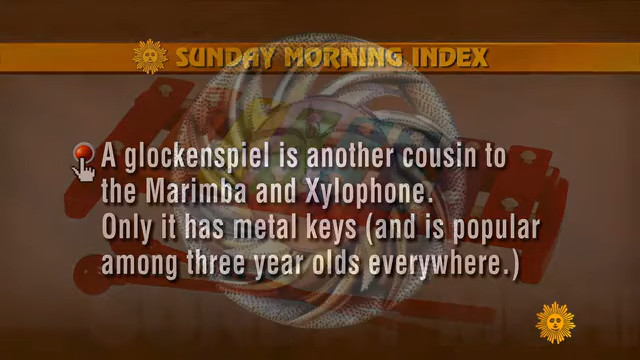 SUNDAY MORNING INDEX
A glockenspiel is another cousin to
the Marimba and Xylophone.
Only it has metal keys (and is popular
among three year olds everywhere.)